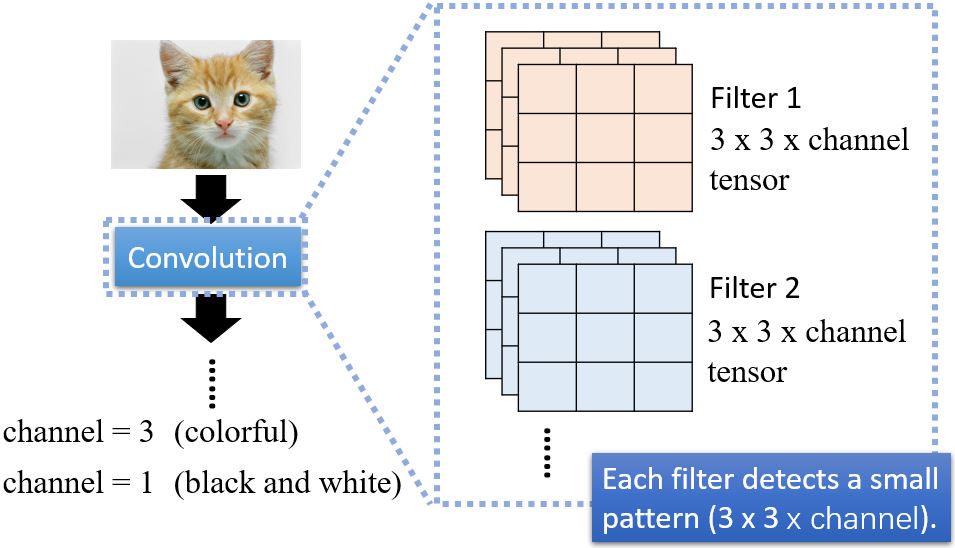 Convolution
channel = 3 (colorful)
channel = 1 (black and white)
Filter 1
3 x 3 x channel
tensor
Filter 2
3 x 3 x channel
tensor
Each filter detects a small
pattern (3 x 3 x channel).